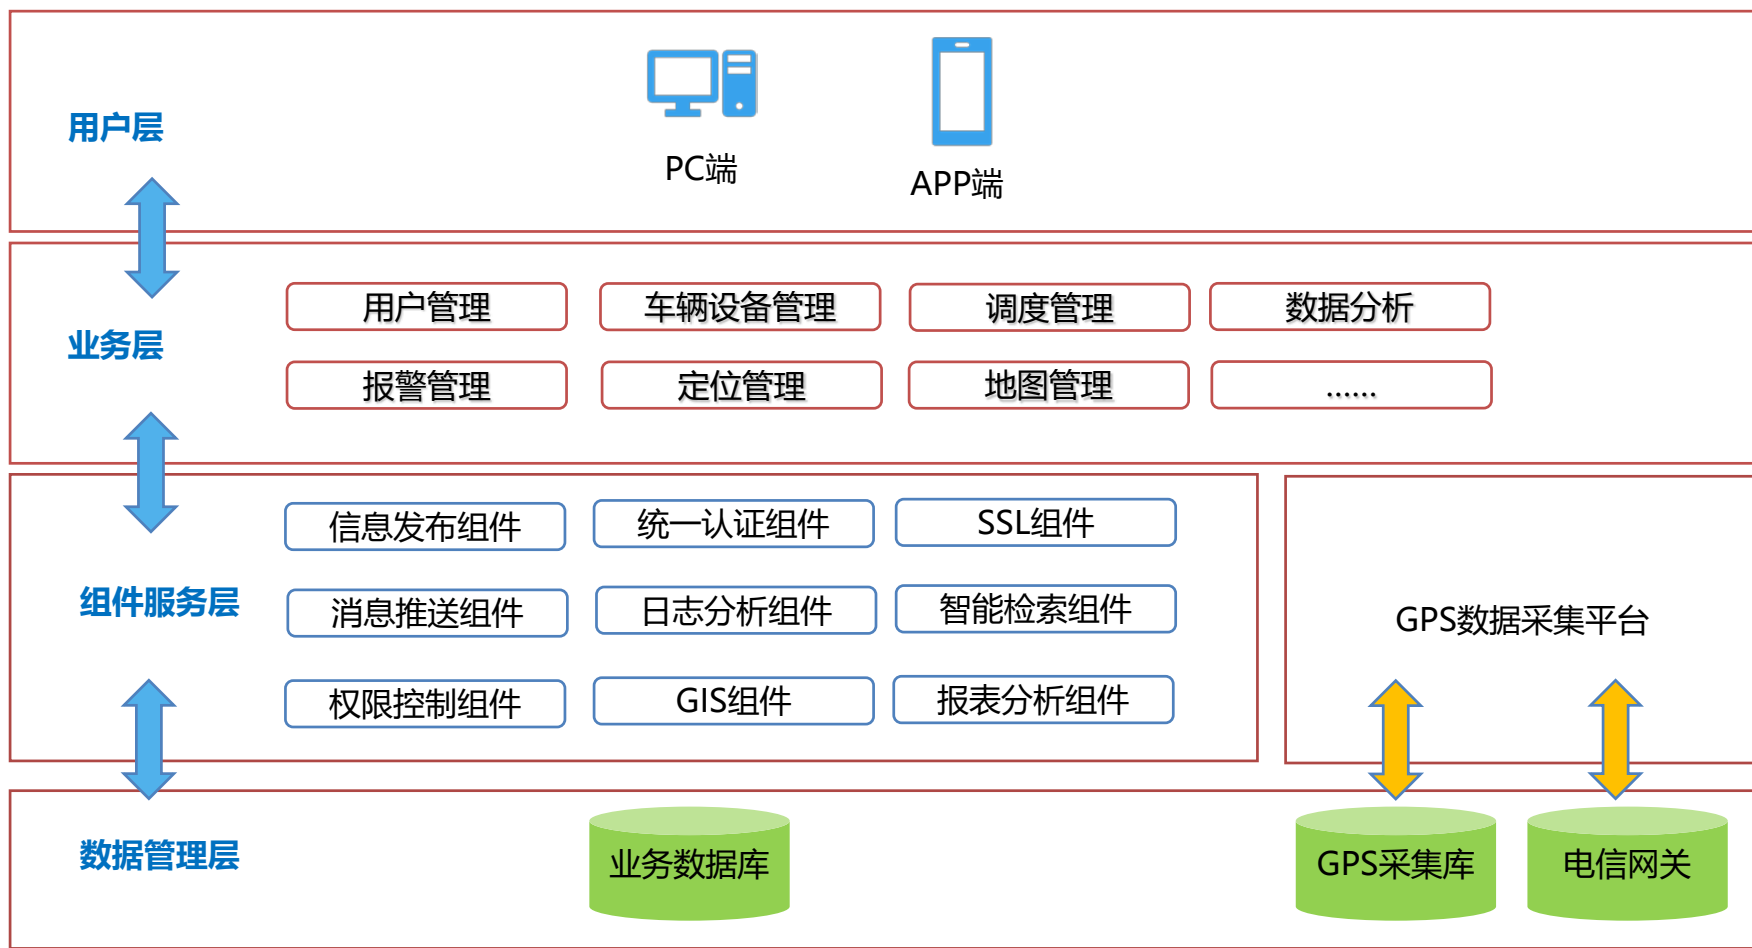 用户层
PC端
APP端
业务层
用户管理
车辆设备管理
调度管理
数据分析
报警管理
定位管理
地图管理
......
组件服务层
信息发布组件
统一认证组件
SSL组件
消息推送组件
日志分析组件
智能检索组件
权限控制组件
GIS组件
报表分析组件
GPS数据采集平台
数据管理层
业务数据库
GPS采集库
电信网关